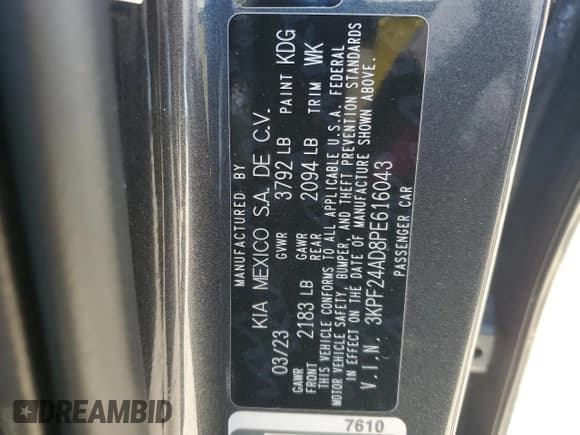 MANUFACTURED BY
KIA MEXICO S.A. DE C.V.
03/23 GVWR 3792 LB PAINT KDG
GAWR FRONT 2183 LB GAWR REAR 2094 LB TRIM WK
THIS VEHICLE CONFORMS TO ALL APPLICABLE U.S.A. FEDERAL
MOTOR VEHICLE SAFETY, BUMPER, AND THEFT PREVENTION STANDARDS
IN EFFECT ON THE DATE OF MANUFACTURE SHOWN ABOVE.
V.I.N. 3KPF24AD8PE616043
PASSENGER CAR
7610
DREAMBID